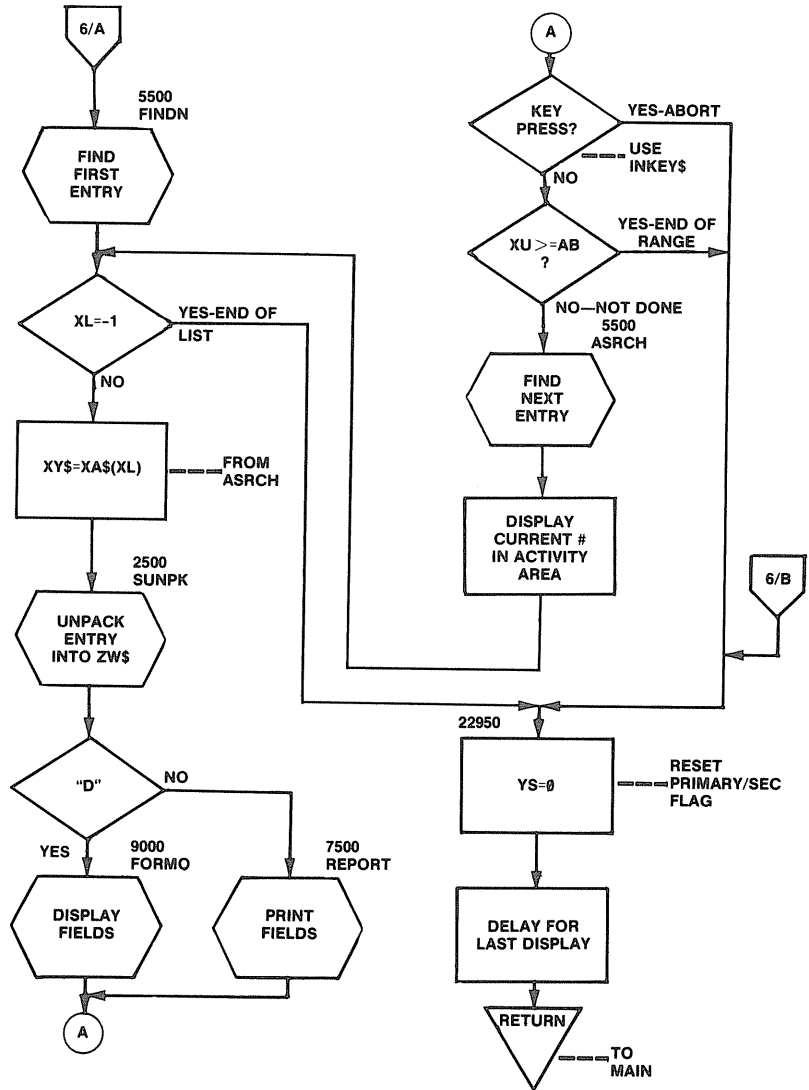 6/A
5500
FINDN
FIND
FIRST
ENTRY
XL=-1
YES-END OF
LIST
NO
XY$=XA$(XL)
FROM
ASRCH
2500
SUNPK
UNPACK
ENTRY
INTO ZW$
"D"
NO
YES
9000
FORMO
7500
REPORT
DISPLAY
FIELDS
PRINT
FIELDS
A
A
KEY
PRESS?
YES-ABORT
USE
INKEY$
NO
XU >=AB
?
YES-END OF
RANGE
NO—NOT DONE
5500
ASRCH
FIND
NEXT
ENTRY
DISPLAY
CURRENT #
IN ACTIVITY
AREA
6/B
22950
YS=0
RESET
PRIMARY/SEC
FLAG
DELAY FOR
LAST DISPLAY
RETURN
TO
MAIN